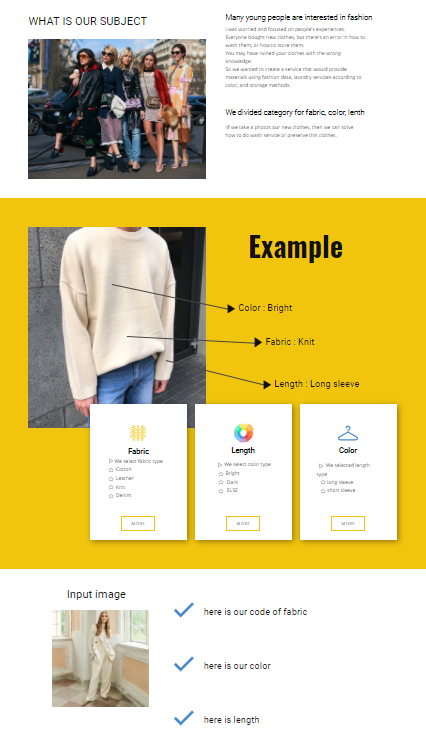 WHAT IS OUR SUBJECT
Many young people are interested in fashion
I was worried and focused on people's experiences.
Everyone bought new clothes, but there's an error in how to
wash them, or how to store them.
You may have ruined your clothes with the wrong
knowledge.
So we wanted to create a service that would provide
materials using fashion data, laundry services according to
color, and storage methods.
We divided category for fabric, color, lenth
IIf we take a photos our new clothes, then we can solve
how to do wash service or preserve this clothes.
Example
Color : Bright
Fabric : Knit
Length : Long sleeve
Fabric
We select fabric type
Cotton
Leather
Knic
Denim
MORE
Length
We select color type
Bright
Dark
ELSE
MORE
Color
We selected length
type
long sleeve
short sleeve
MORE
Input image
here is our code of fabric
here is our color
here is length